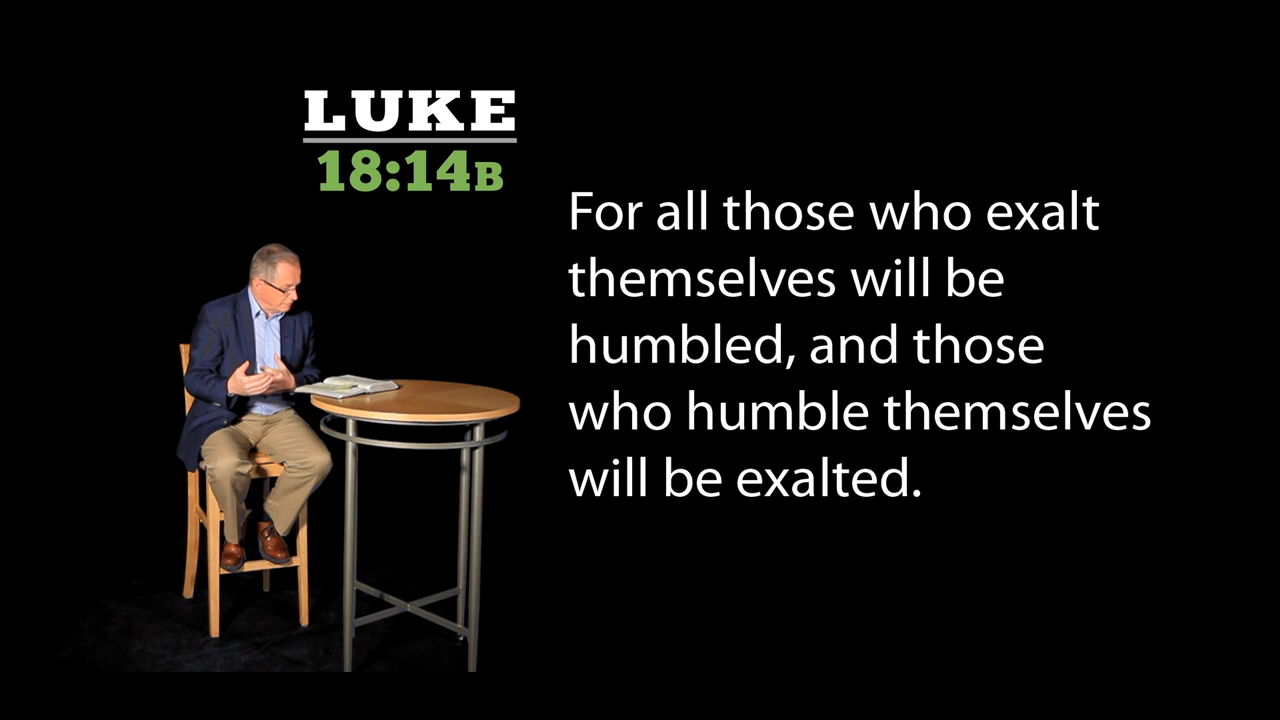 LUKE
18:14B
For all those who exalt
themselves will be
humbled, and those
who humble themselves
will be exalted.